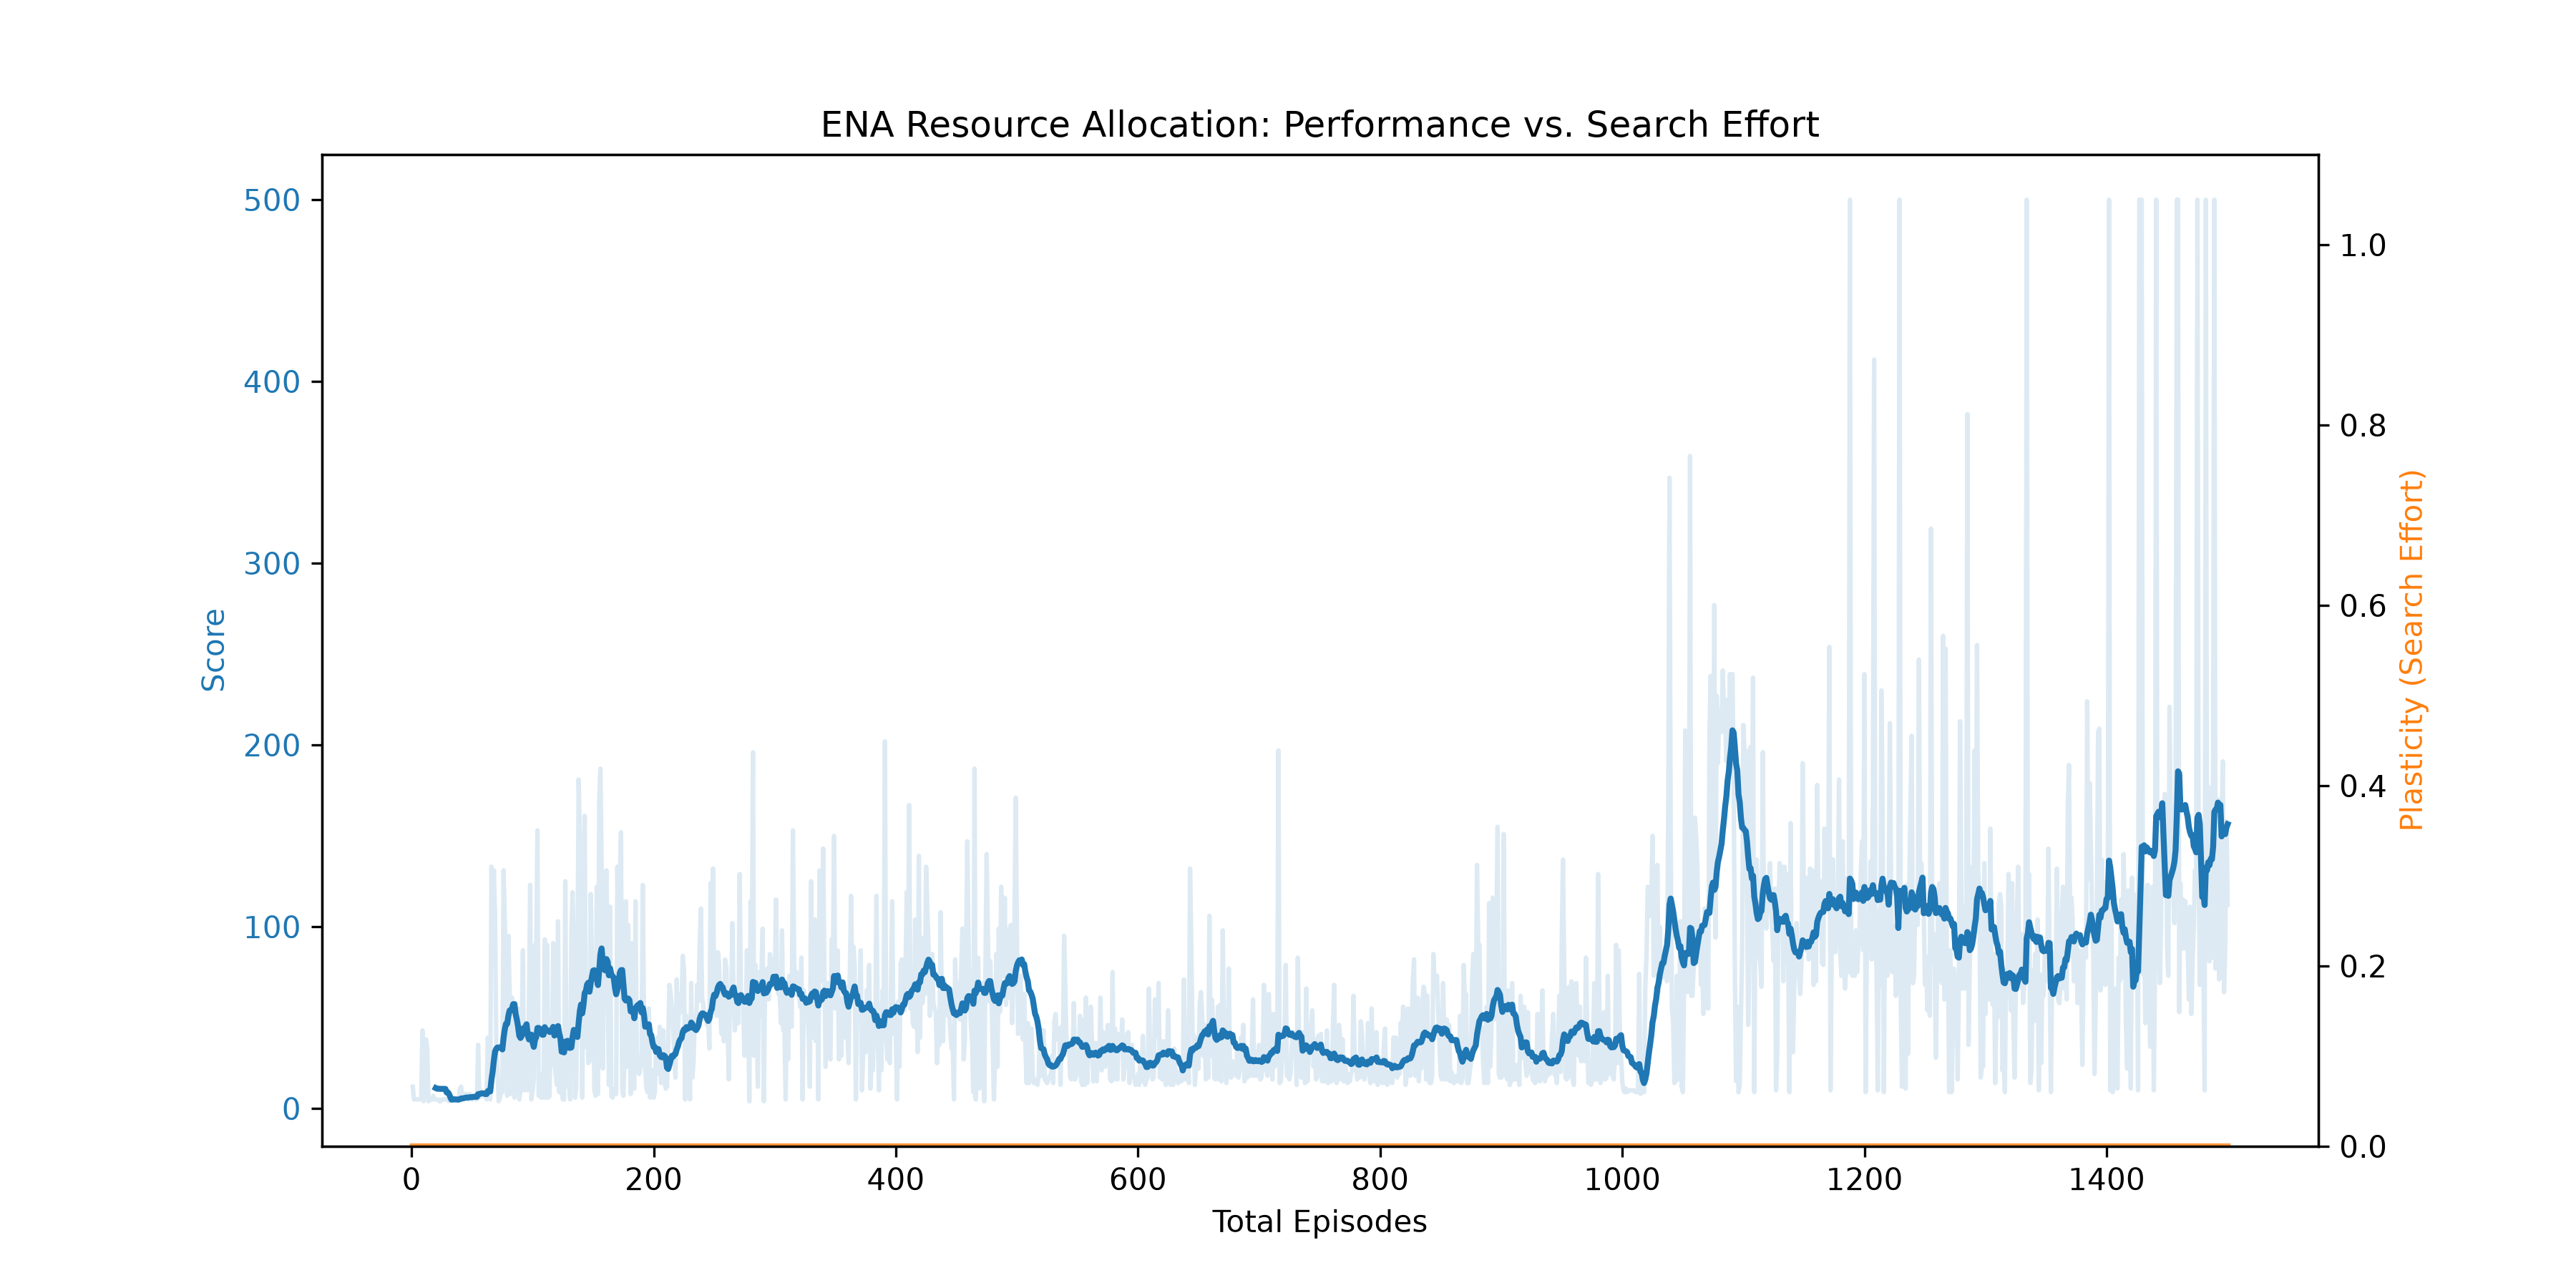 ENA Resource Allocation: Performance vs. Search Effort
500
400
300
200
100
0
Score
1.0
0.8
0.6
0.4
0.2
0.0
Plasticity (Search Effort)
0 200 400 600 800 1000 1200 1400
Total Episodes